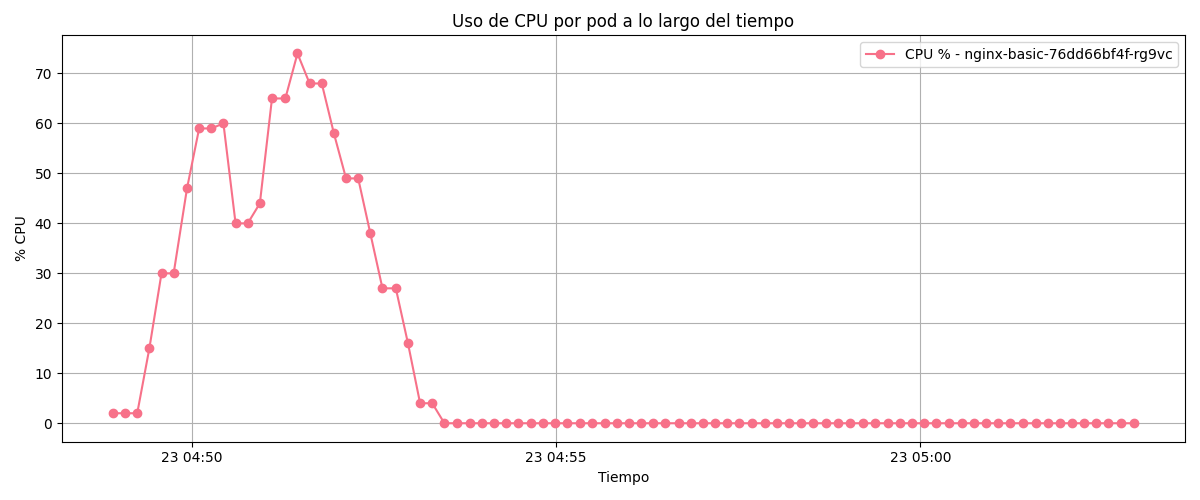 Uso de CPU por pod a lo largo del tiempo
CPU % - nginx-basic-76dd66bf4f-rg9vc
% CPU
70
60
50
40
30
20
10
0
23 04:50
23 04:55
23 05:00
Tiempo